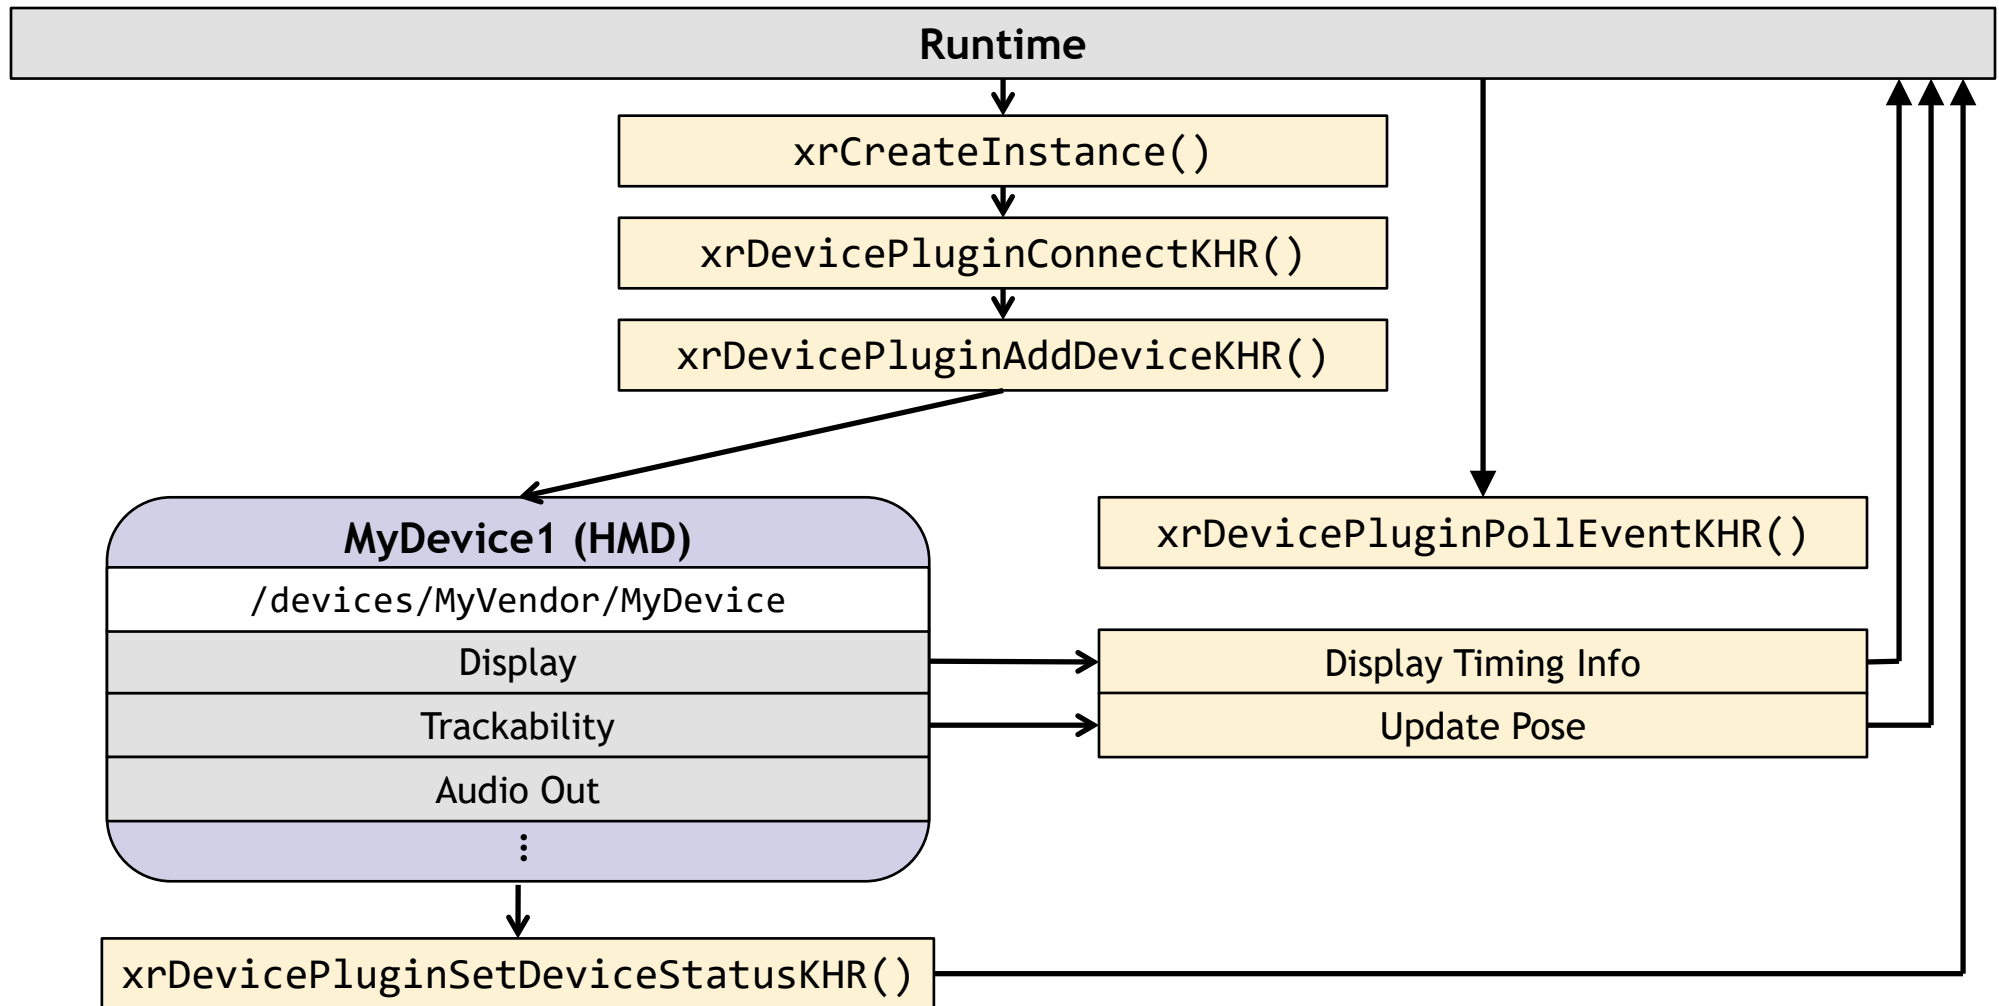 Runtime
xrCreateInstance()
xrDevicePluginConnectKHR()
xrDevicePluginAddDeviceKHR()
MyDevice1 (HMD)
xrDevicePluginPollEventKHR()
/devices/MyVendor/MyDevice
Display
Display Timing Info
Trackability
Update Pose
Audio Out
⋮
xrDevicePluginSetDeviceStatusKHR()